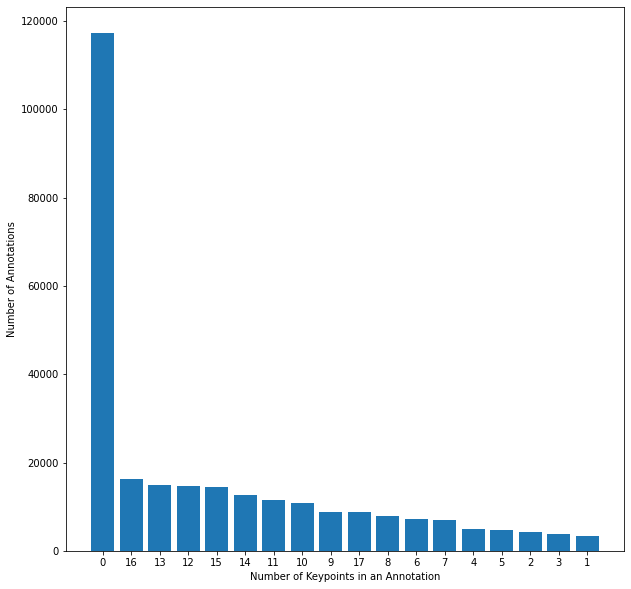 120000
100000
80000
60000
40000
20000
0
Number of Annotations
0 16 13 12 15 14 11 10 9 17 8 6 7 4 5 2 3 1
Number of Keypoints in an Annotation